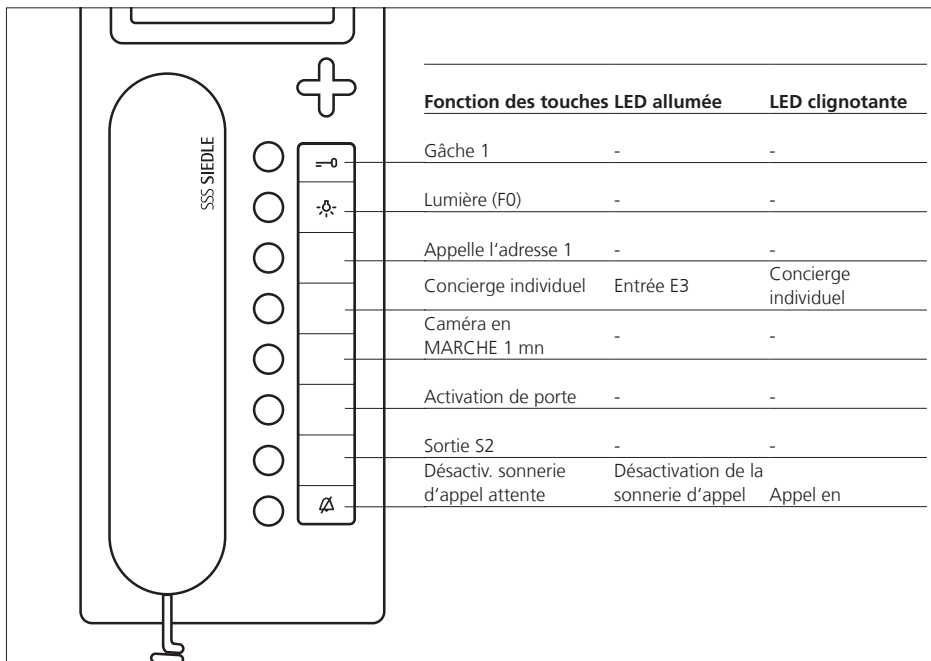 SSS SIEDLE
Fonction des touches LED allumée LED clignotante
Gâche 1 - -
Lumière (F0) - -
Appelle l‘adresse 1 - -
Concierge individuel Entrée E3 Concierge
individuel
Caméra en
MARCHE 1 mn - -
Activation de porte - -
Sortie S2 - -
Désactiv. sonnerie Désactivation de la
d‘appel attente sonnerie d‘appel Appel en